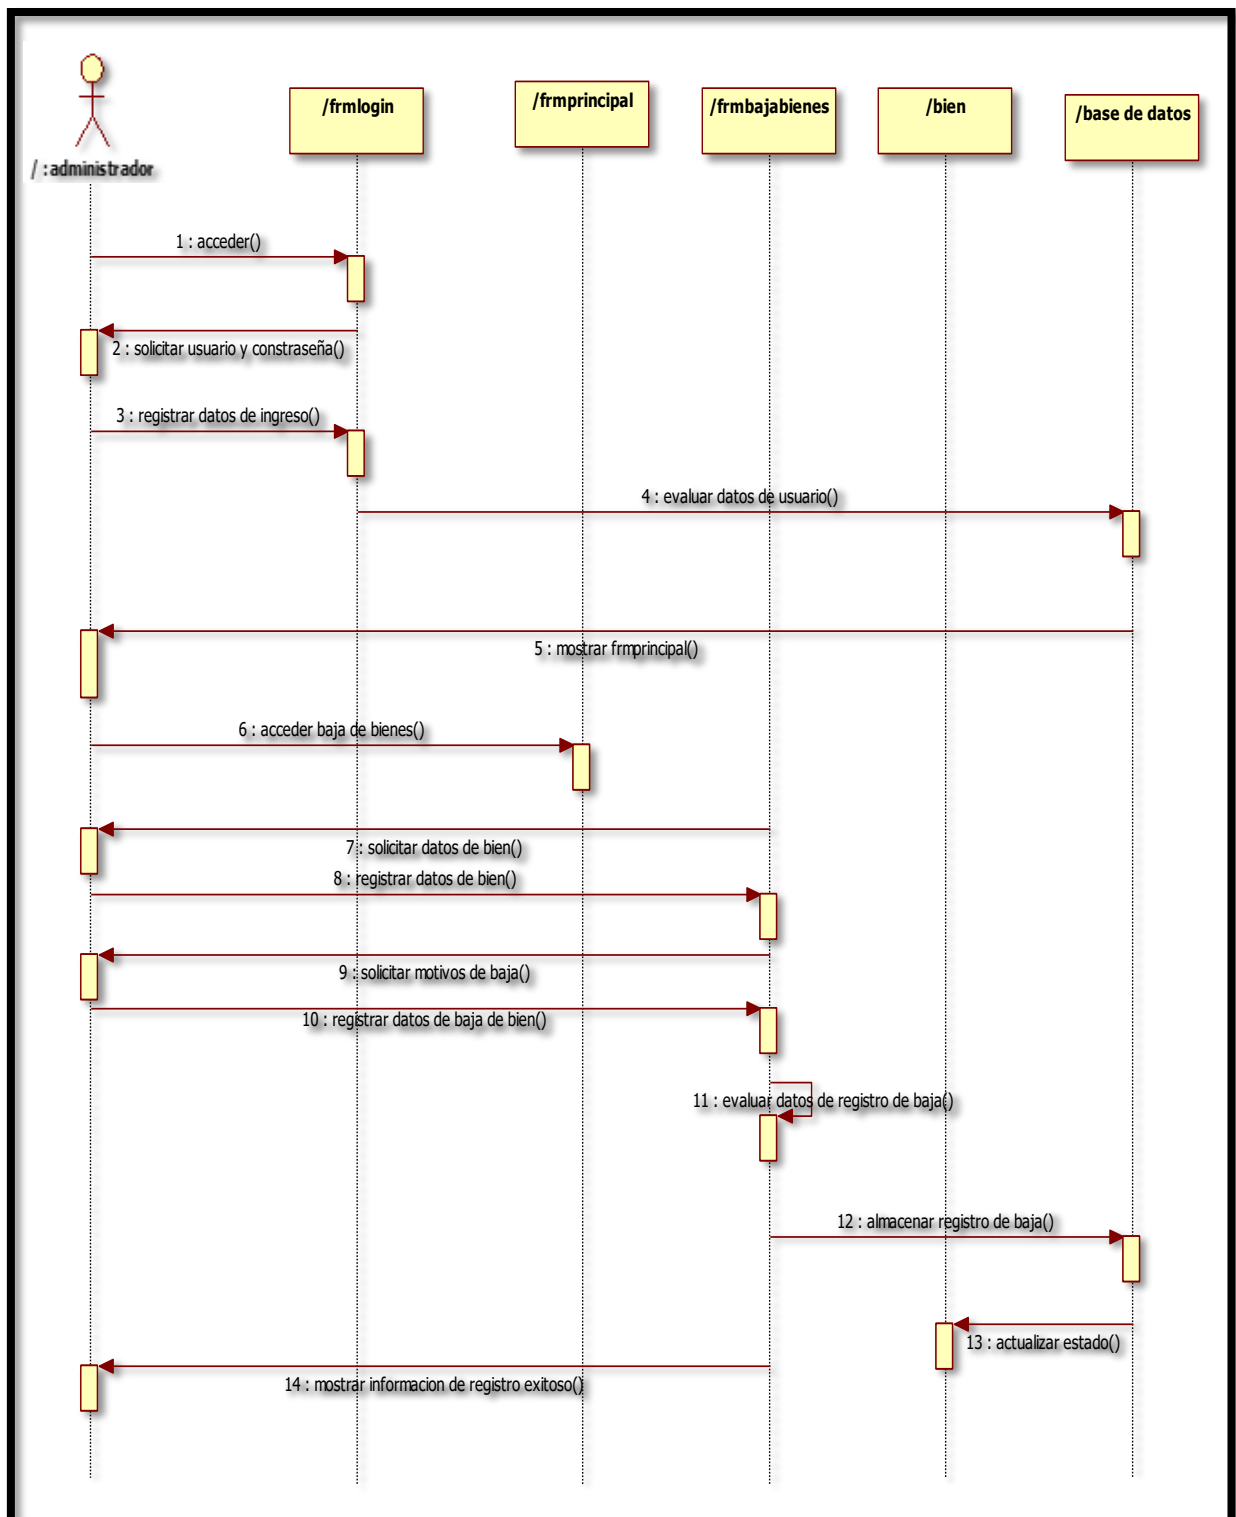 / : administrador
/frmlogin
/frmprincipal
/frmbajabienes
/bien
/base de datos
1 : acceder()
2 : solicitar usuario y constraseña()
3 : registrar datos de ingreso()
4 : evaluar datos de usuario()
5 : mostrar frmprincipal()
6 : acceder baja de bienes()
7 : solicitar datos de bien()
8 : registrar datos de bien()
9 : solicitar motivos de baja()
10 : registrar datos de baja de bien()
11 : evaluar datos de registro de baja()
12 : almacenar registro de baja()
13 : actualizar estado()
14 : mostrar informacion de registro exitoso()